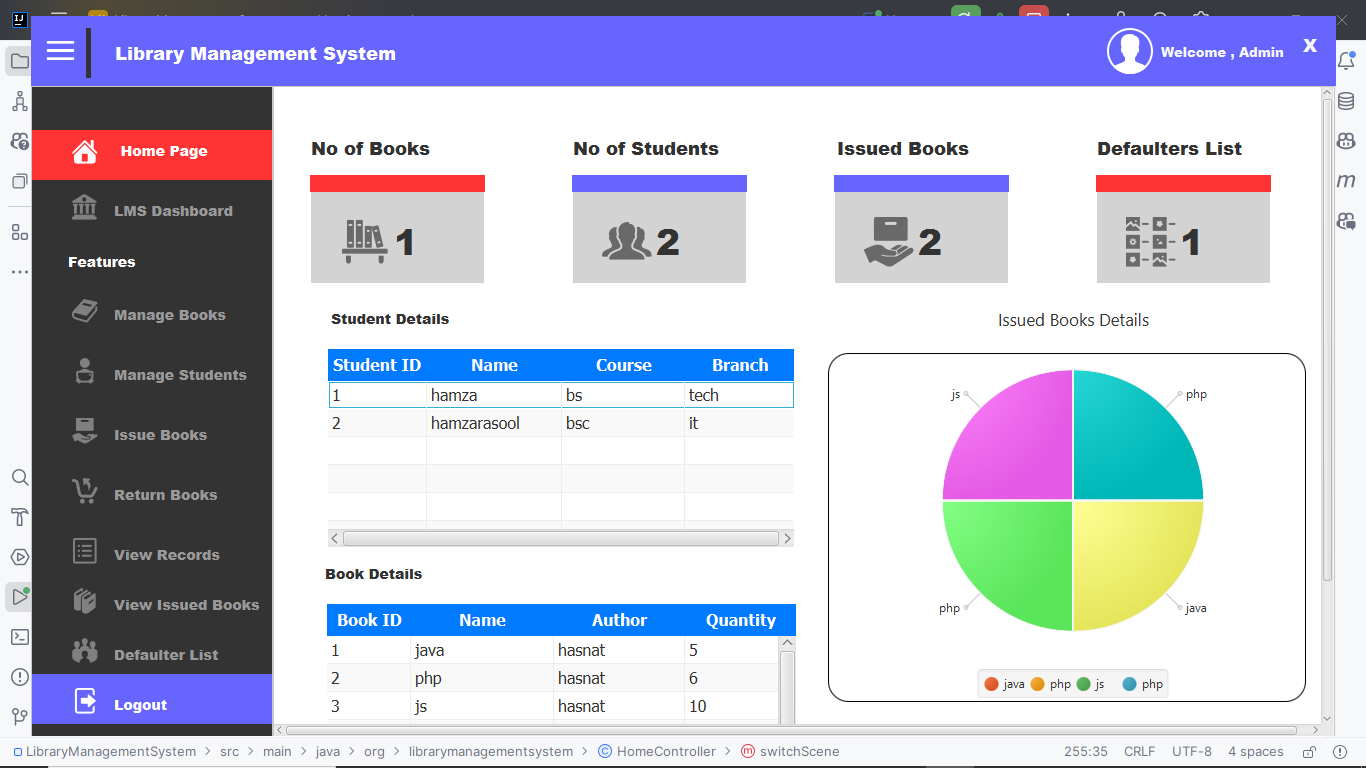 Library Management System
Welcome , Admin
X
Home Page
LMS Dashboard
Features
Manage Books
Manage Students
Issue Books
Return Books
View Records
View Issued Books
Defaulter List
Logout
No of Books
No of Students
Issued Books
Defaulters List
1
2
2
1
Student Details
Student ID Name Course Branch
1 hamza bs tech
2 hamzarasool bsc it
Book Details
Book ID Name Author Quantity
1 java hasnat 5
2 php hasnat 6
3 js hasnat 10
Issued Books Details
js
php
php
java
java php js php
LibraryManagementSystem > src > main > java > org > librarymanagementsystem > HomeController > switchScene
255:35 CRLF UTF-8 4 spaces